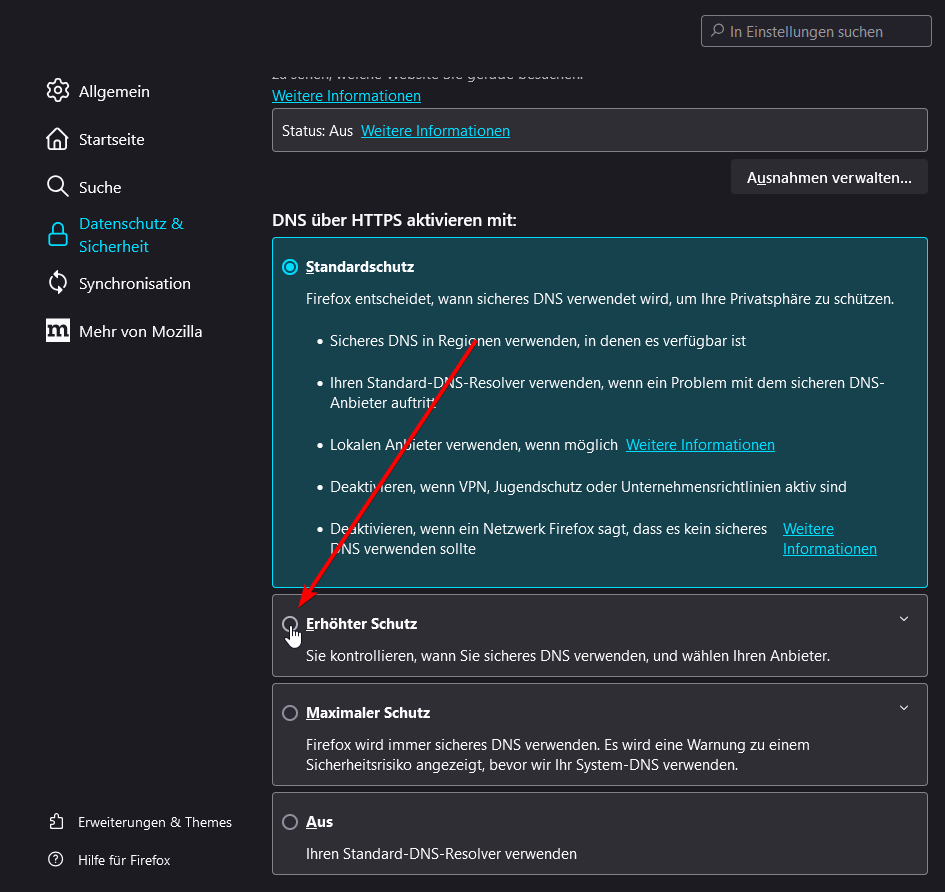 In Einstellungen suchen
Allgemein
Startseite
Suche
Datenschutz &
Sicherheit
Synchronisation
m Mehr von Mozilla
Erweiterungen & Themes
Hilfe für Firefox
zu sehen, welche Website Sie gerade besuchen.
Weitere Informationen
Status: Aus Weitere Informationen
Ausnahmen verwalten...
DNS über HTTPS aktivieren mit:
Standardschutz
Firefox entscheidet, wann sicheres DNS verwendet wird, um Ihre Privatsphäre zu schützen.
• Sicheres DNS in Regionen verwenden, in denen es verfügbar ist
• Ihren Standard-DNS-Resolver verwenden, wenn ein Problem mit dem sicheren DNS-
Anbieter auftritt
• Lokalen Anbieter verwenden, wenn möglich Weitere Informationen
• Deaktivieren, wenn VPN, Jugendschutz oder Unternehmensrichtlinien aktiv sind
• Deaktivieren, wenn ein Netzwerk Firefox sagt, dass es kein sicheres
DNS verwenden sollte
Weitere
Informationen
Erhöhter Schutz
Sie kontrollieren, wann Sie sicheres DNS verwenden, und wählen Ihren Anbieter.
Maximaler Schutz
Firefox wird immer sicheres DNS verwenden. Es wird eine Warnung zu einem
Sicherheitsrisiko angezeigt, bevor wir Ihr System-DNS verwenden.
Aus
Ihren Standard-DNS-Resolver verwenden